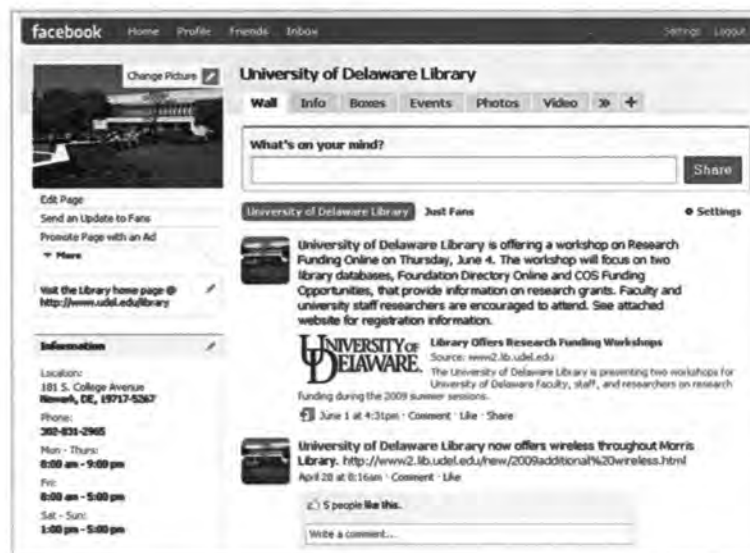 facebook Home Profile Friends Inbox Settings Logout
Change Picture
Edit Page
Send an Update to Fans
Promote Page with an Ad
More
Visit the Library home page @
http://www.udel.edu/library
Information
Location:
181 S. College Avenue
Newark, DE, 19717-5267
Phone:
302-831-2965
Mon - Thurs:
8:00 am - 9:00 pm
Fri:
8:00 am - 5:00 pm
Sat - Sun:
1:00 pm - 5:00 pm
University of Delaware Library
Wall Info Boxes Events Photos Video » +
What's on your mind?
Share
University of Delaware Library Just Fans Settings
University of Delaware Library is offering a workshop on Research
Funding Online on Thursday, June 4. The workshop will focus on two
library databases, Foundation Directory Online and COS Funding
Opportunities, that provide information on research grants. Faculty and
university staff researchers are encouraged to attend. See attached
website for registration information.
UNIVERSITY OF
DELAWARE.
Library Offers Research Funding Workshops
Source: www2.lib.udel.edu
The University of Delaware Library is presenting two workshops for
University of Delaware faculty, staff, and researchers on research
funding during the 2009 summer sessions.
June 1 at 4:31pm · Comment · Like · Share
University of Delaware Library now offers wireless throughout Morris
Library. http://www2.lib.udel.edu/new/2009additional%20wireless.html
April 28 at 8:16am · Comment · Like
5 people like this.
Write a comment...